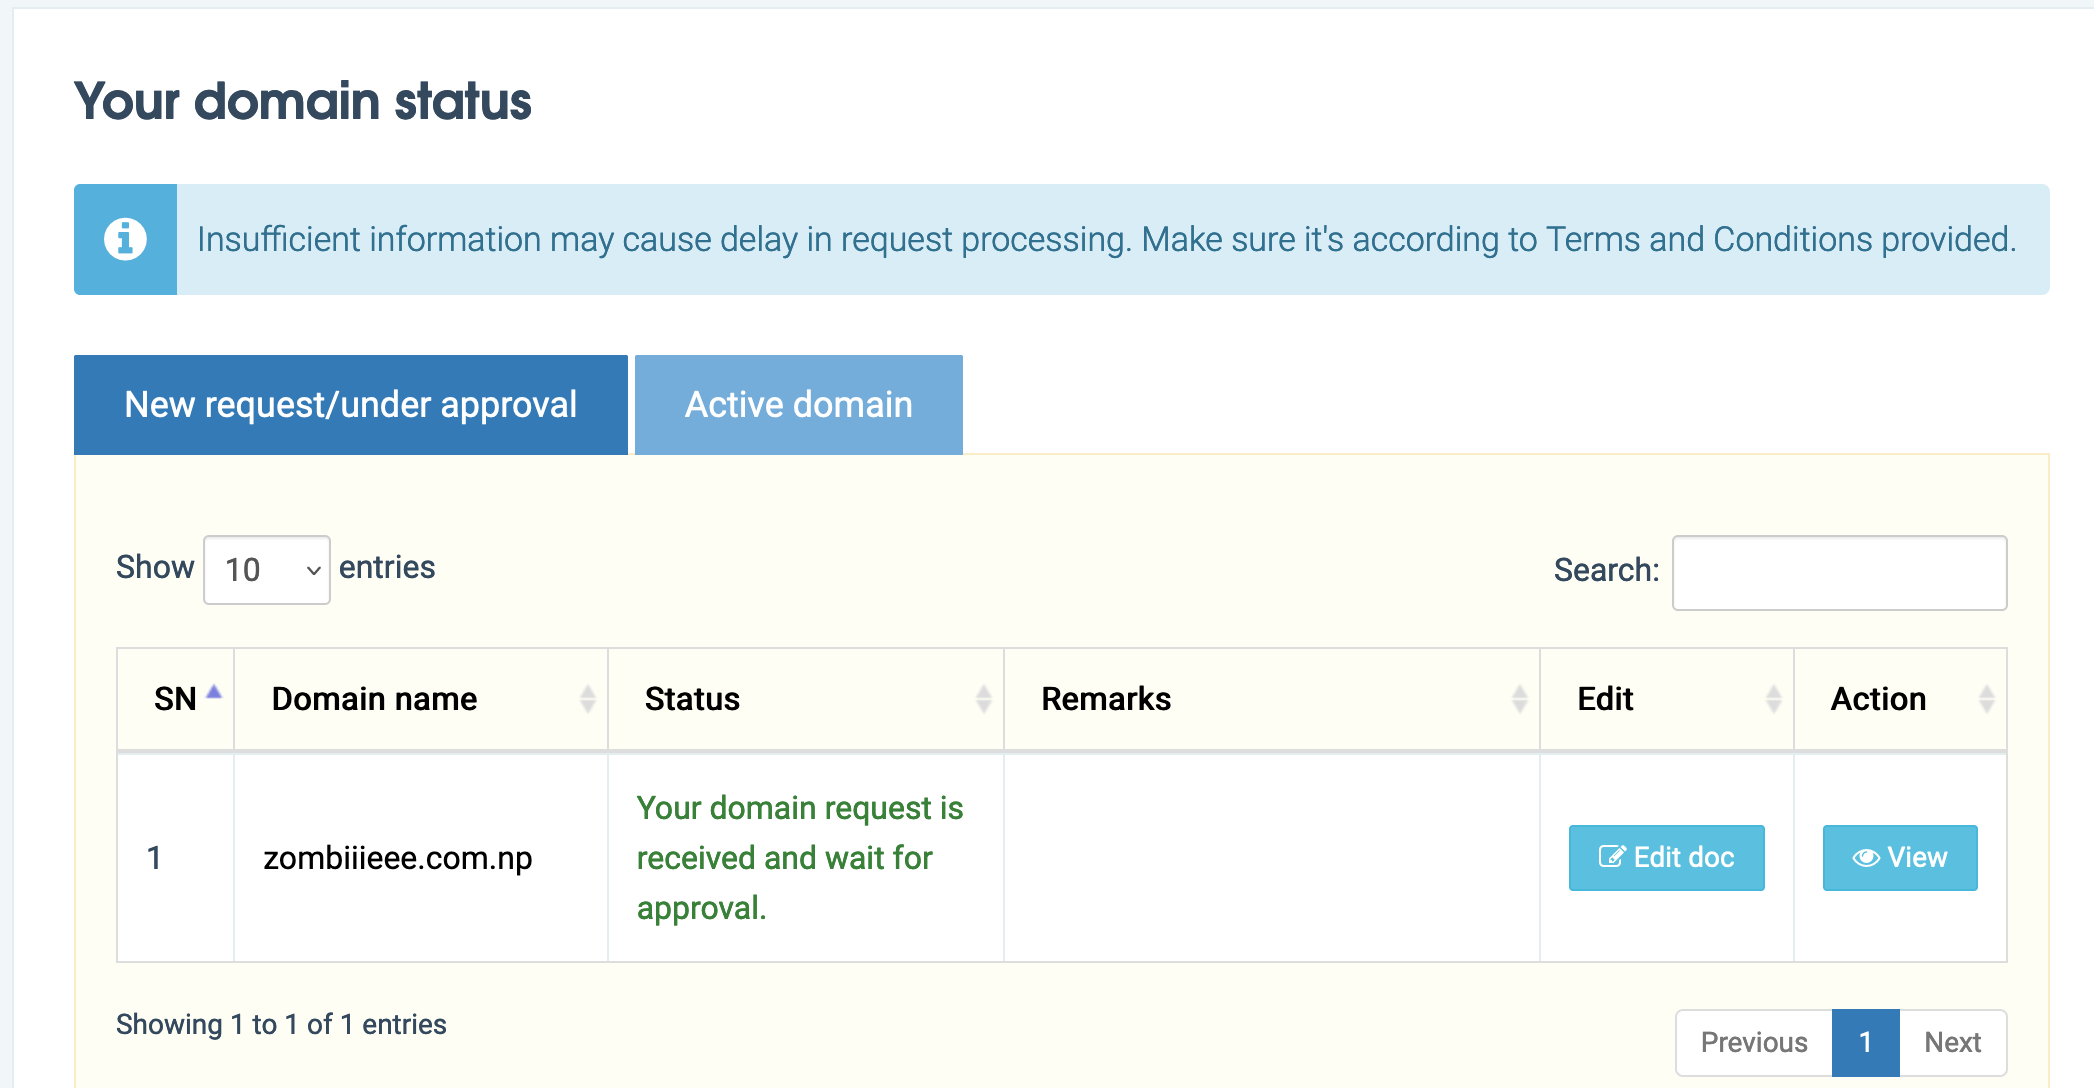 Your domain status
Insufficient information may cause delay in request processing. Make sure it's according to Terms and Conditions provided.
New request/under approval
Active domain
Show 10 entries
Search:
SN Domain name Status Remarks Edit Action
1 zombiiieee.com.np Your domain request is
received and wait for
approval.
Edit doc View
Showing 1 to 1 of 1 entries
Previous 1 Next